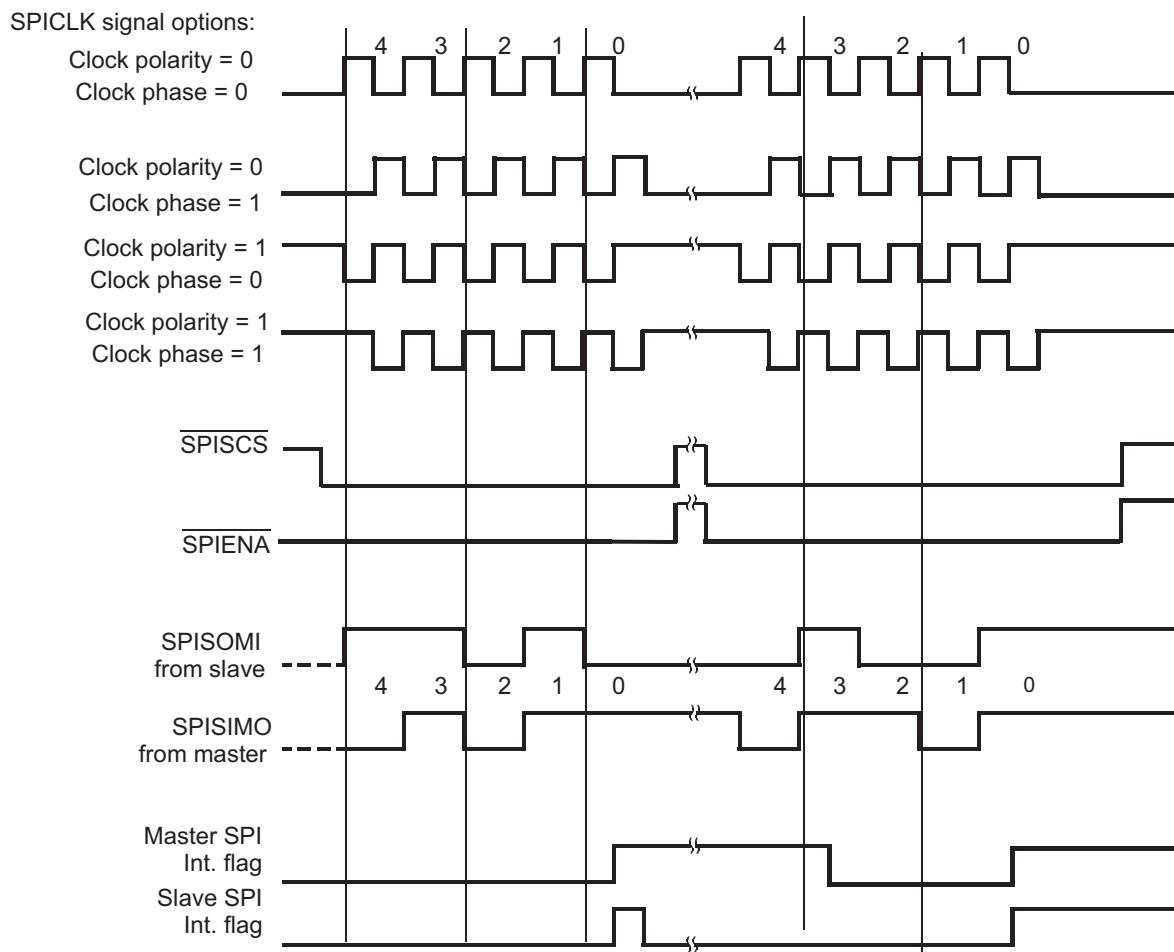 SPICLK signal options:
4 3 2 1 0 4 3 2 1 0
Clock polarity = 0
Clock phase = 0
Clock polarity = 0
Clock phase = 1
Clock polarity = 1
Clock phase = 0
Clock polarity = 1
Clock phase = 1
SPISCS
SPIENA
SPISOMI
from slave
4 3 2 1 0 4 3 2 1 0
SPISIMO
from master
Master SPI
Int. flag
Slave SPI
Int. flag